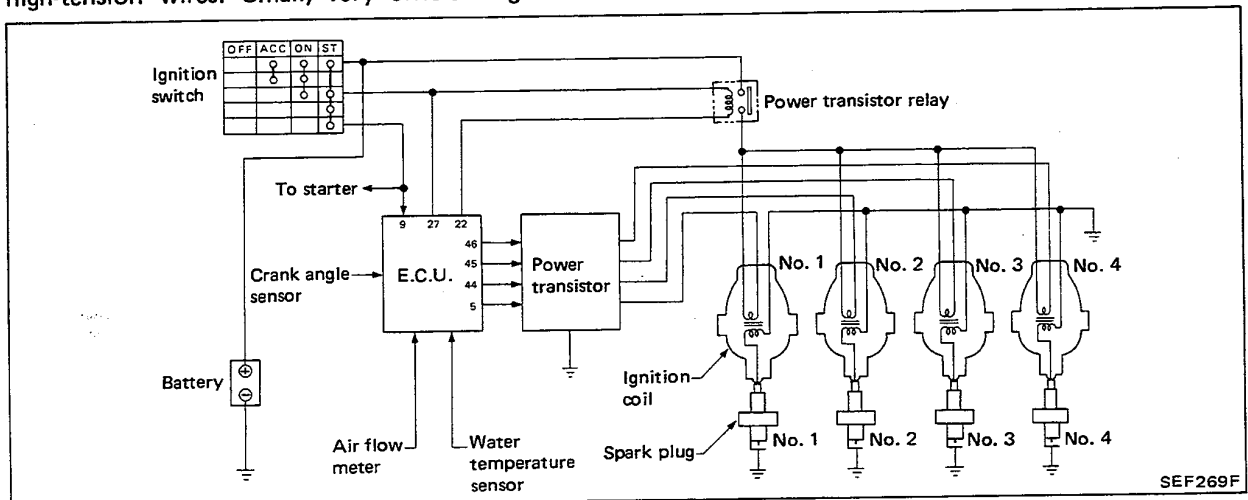 OFF ACC ON ST
Ignition
switch
Power transistor relay
To starter
9 27 22
46
45
44
5
E.C.U.
Power
transistor
Crank angle
sensor
No. 1 No. 2 No. 3 No. 4
Battery
Ignition
coil
Air flow
meter
Water
temperature
sensor
Spark plug
No. 1 No. 2 No. 3 No. 4
SEF269F